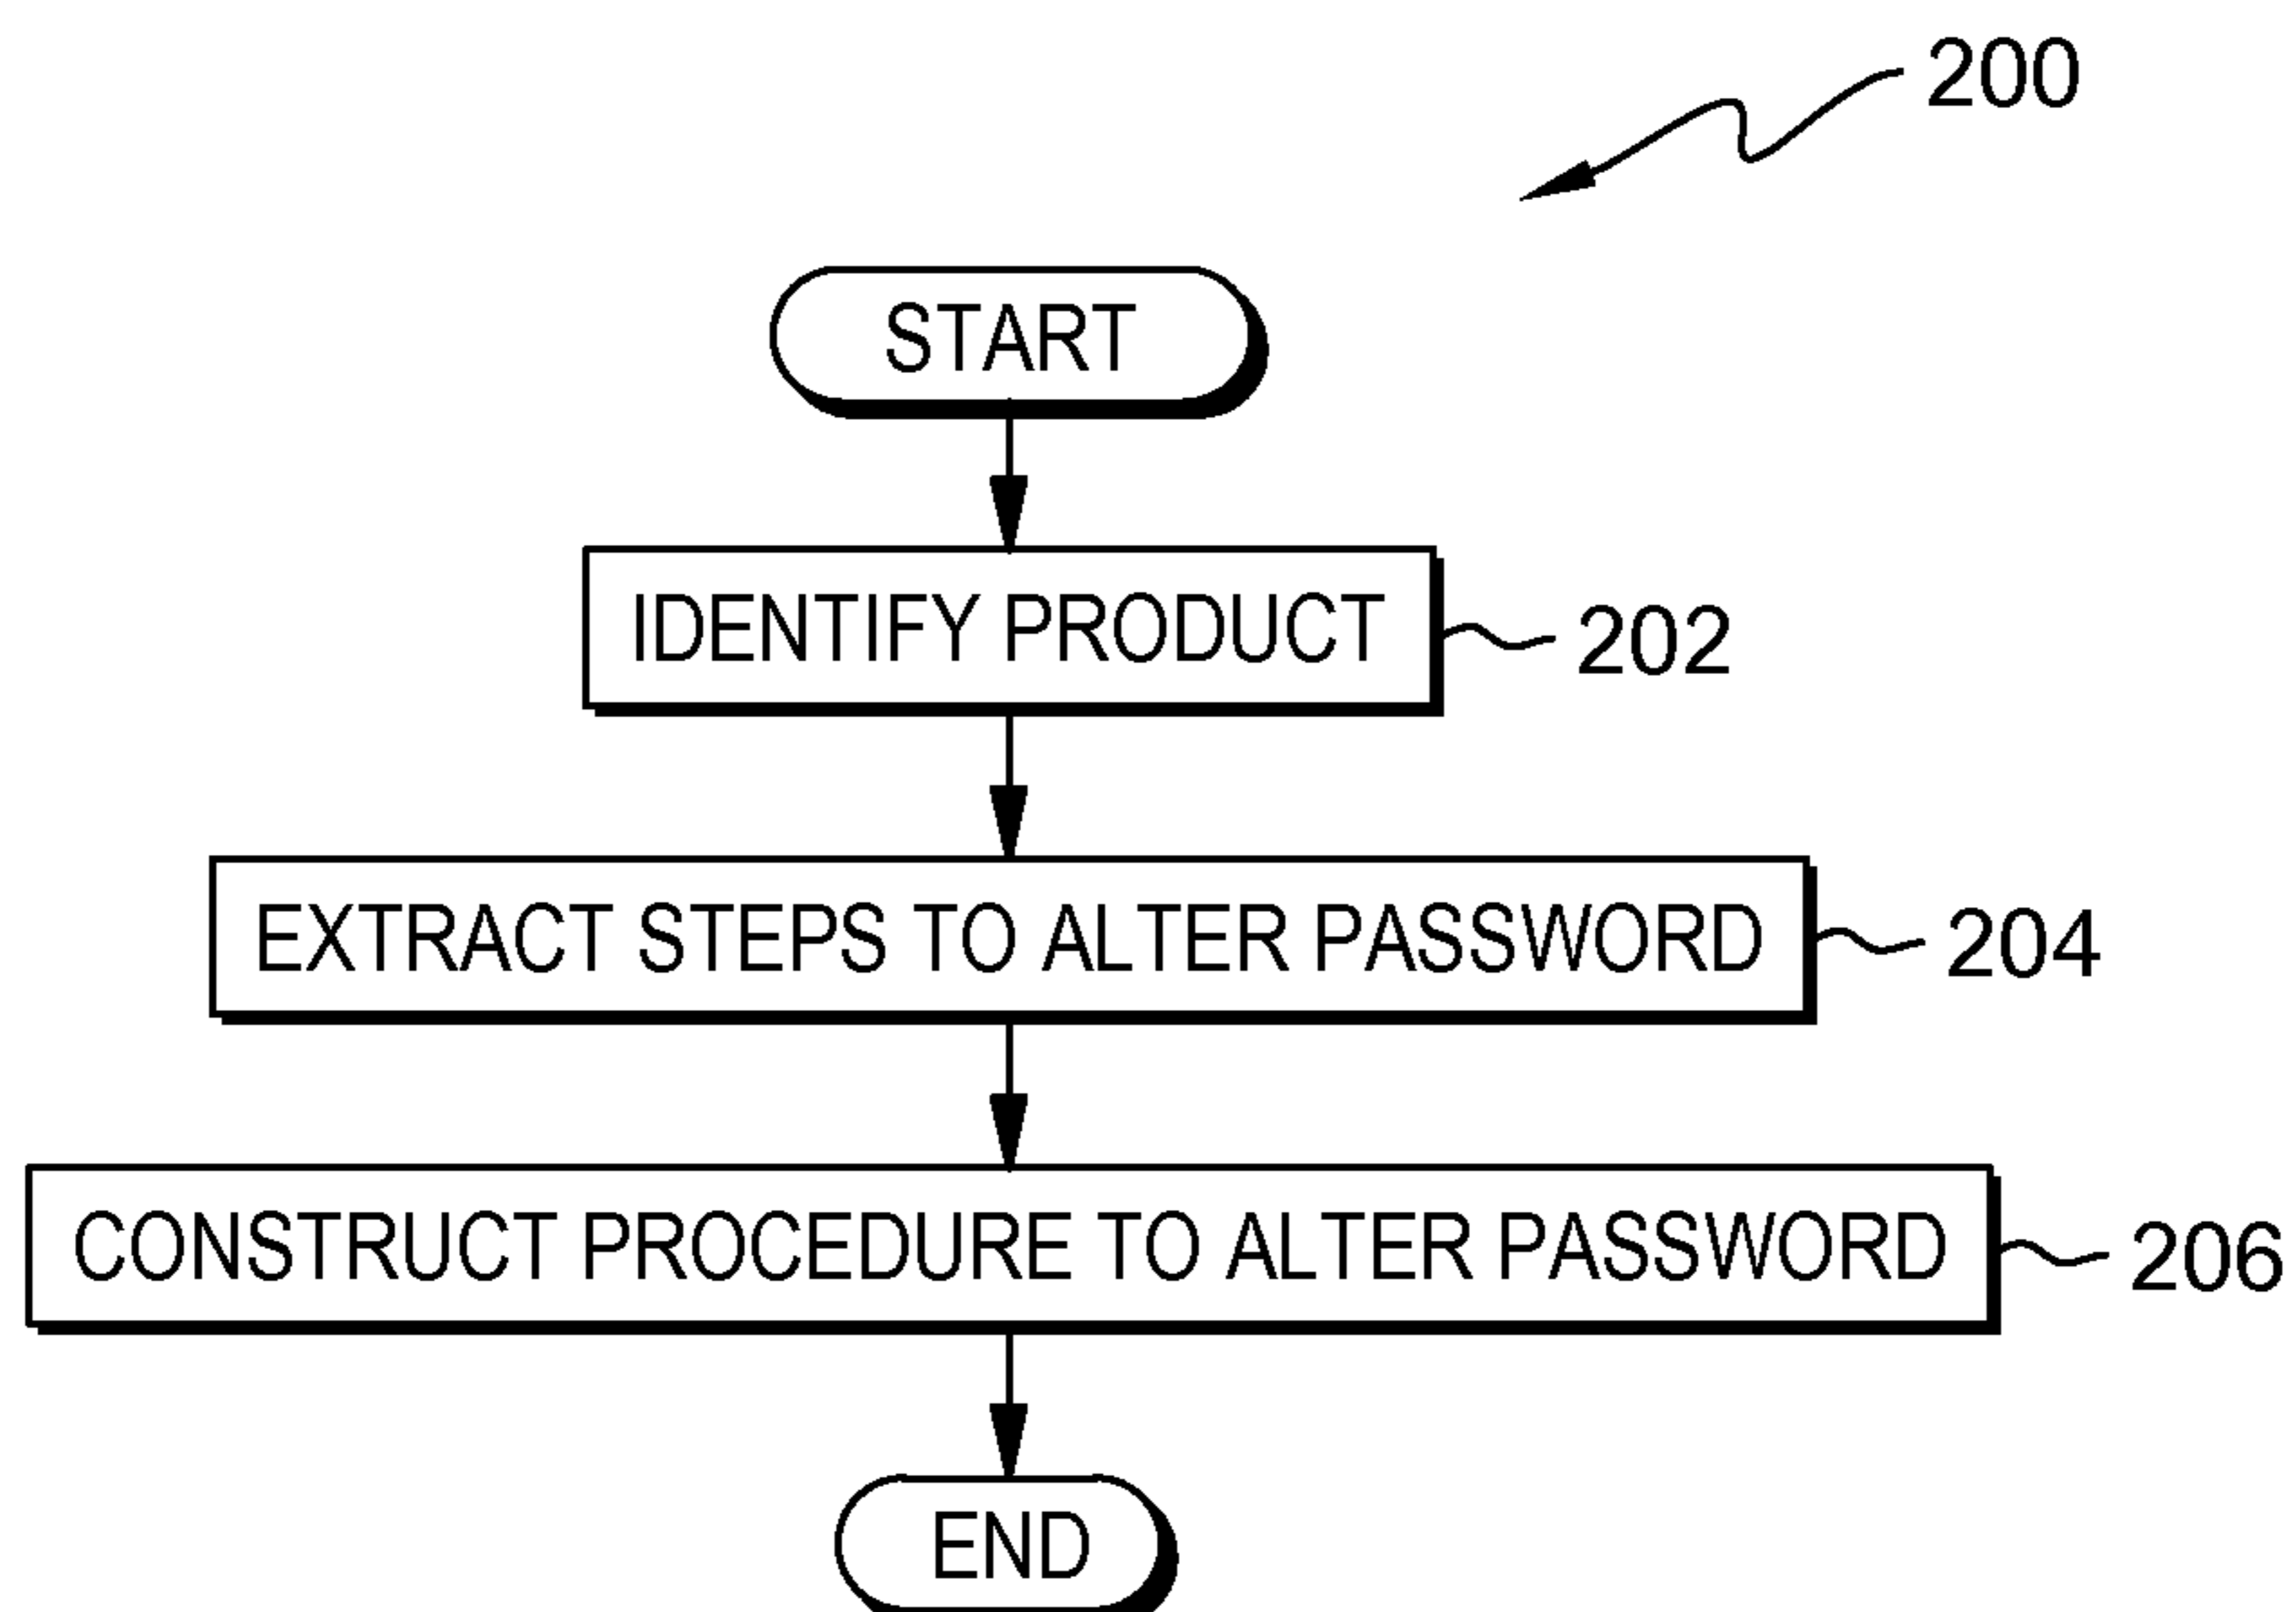 200
START
IDENTIFY PRODUCT
202
EXTRACT STEPS TO ALTER PASSWORD
204
CONSTRUCT PROCEDURE TO ALTER PASSWORD
206
END